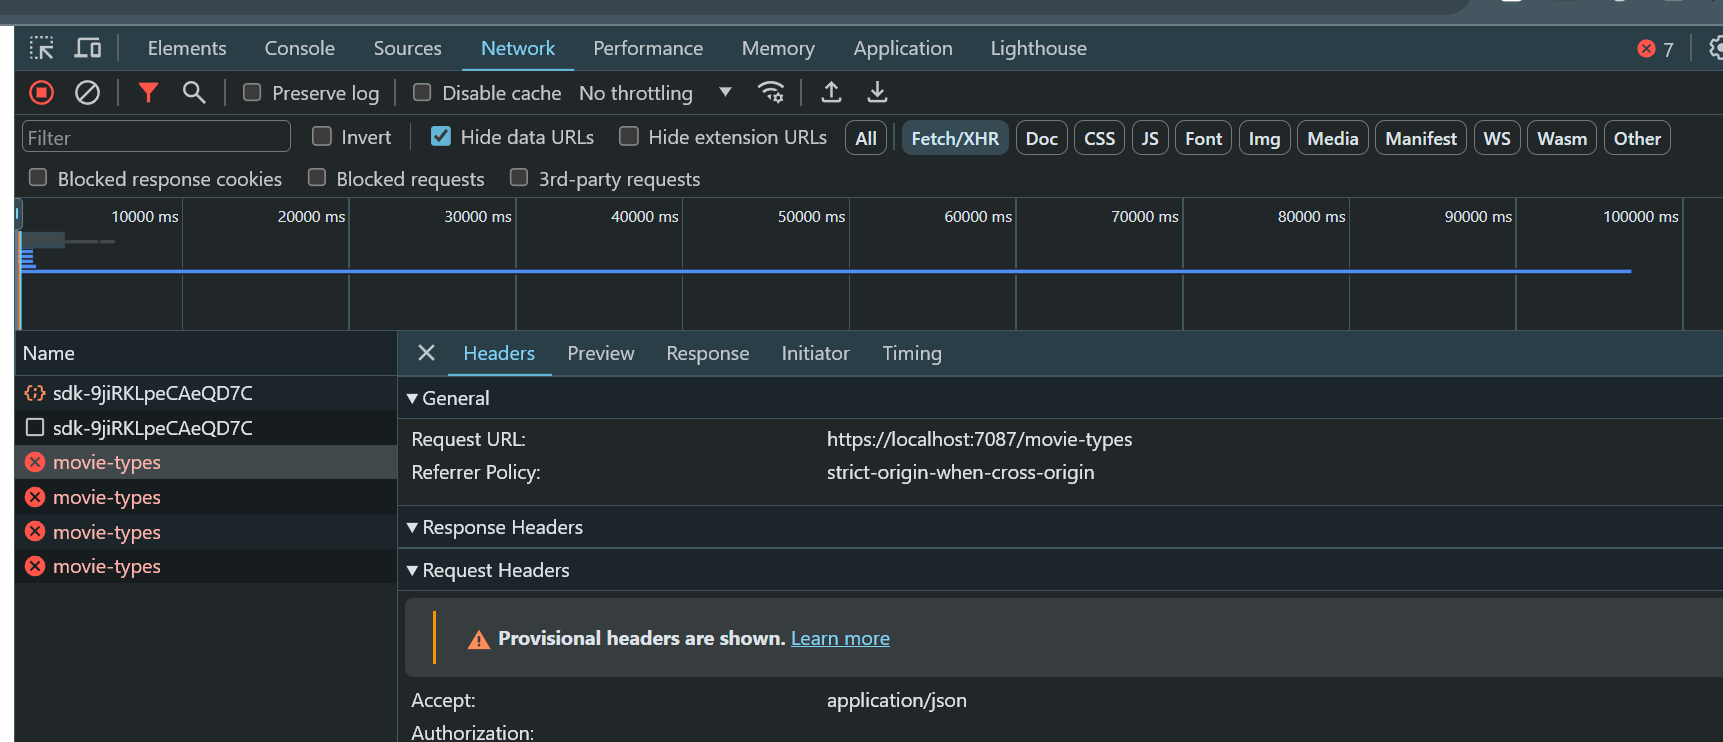 Elements Console Sources Network Performance Memory Application Lighthouse 7
Preserve log Disable cache No throttling
Filter Invert Hide data URLs Hide extension URLs All Fetch/XHR Doc CSS JS Font Img Media Manifest WS Wasm Other
Blocked response cookies Blocked requests 3rd-party requests
10000 ms 20000 ms 30000 ms 40000 ms 50000 ms 60000 ms 70000 ms 80000 ms 90000 ms 100000 ms
Name
sdk-9jiRKLpeCAeQD7C
sdk-9jiRKLpeCAeQD7C
movie-types
movie-types
movie-types
movie-types
Headers Preview Response Initiator Timing
General
Request URL: https://localhost:7087/movie-types
Referrer Policy: strict-origin-when-cross-origin
Response Headers
Request Headers
Provisional headers are shown. Learn more
Accept: application/json
Authorization: